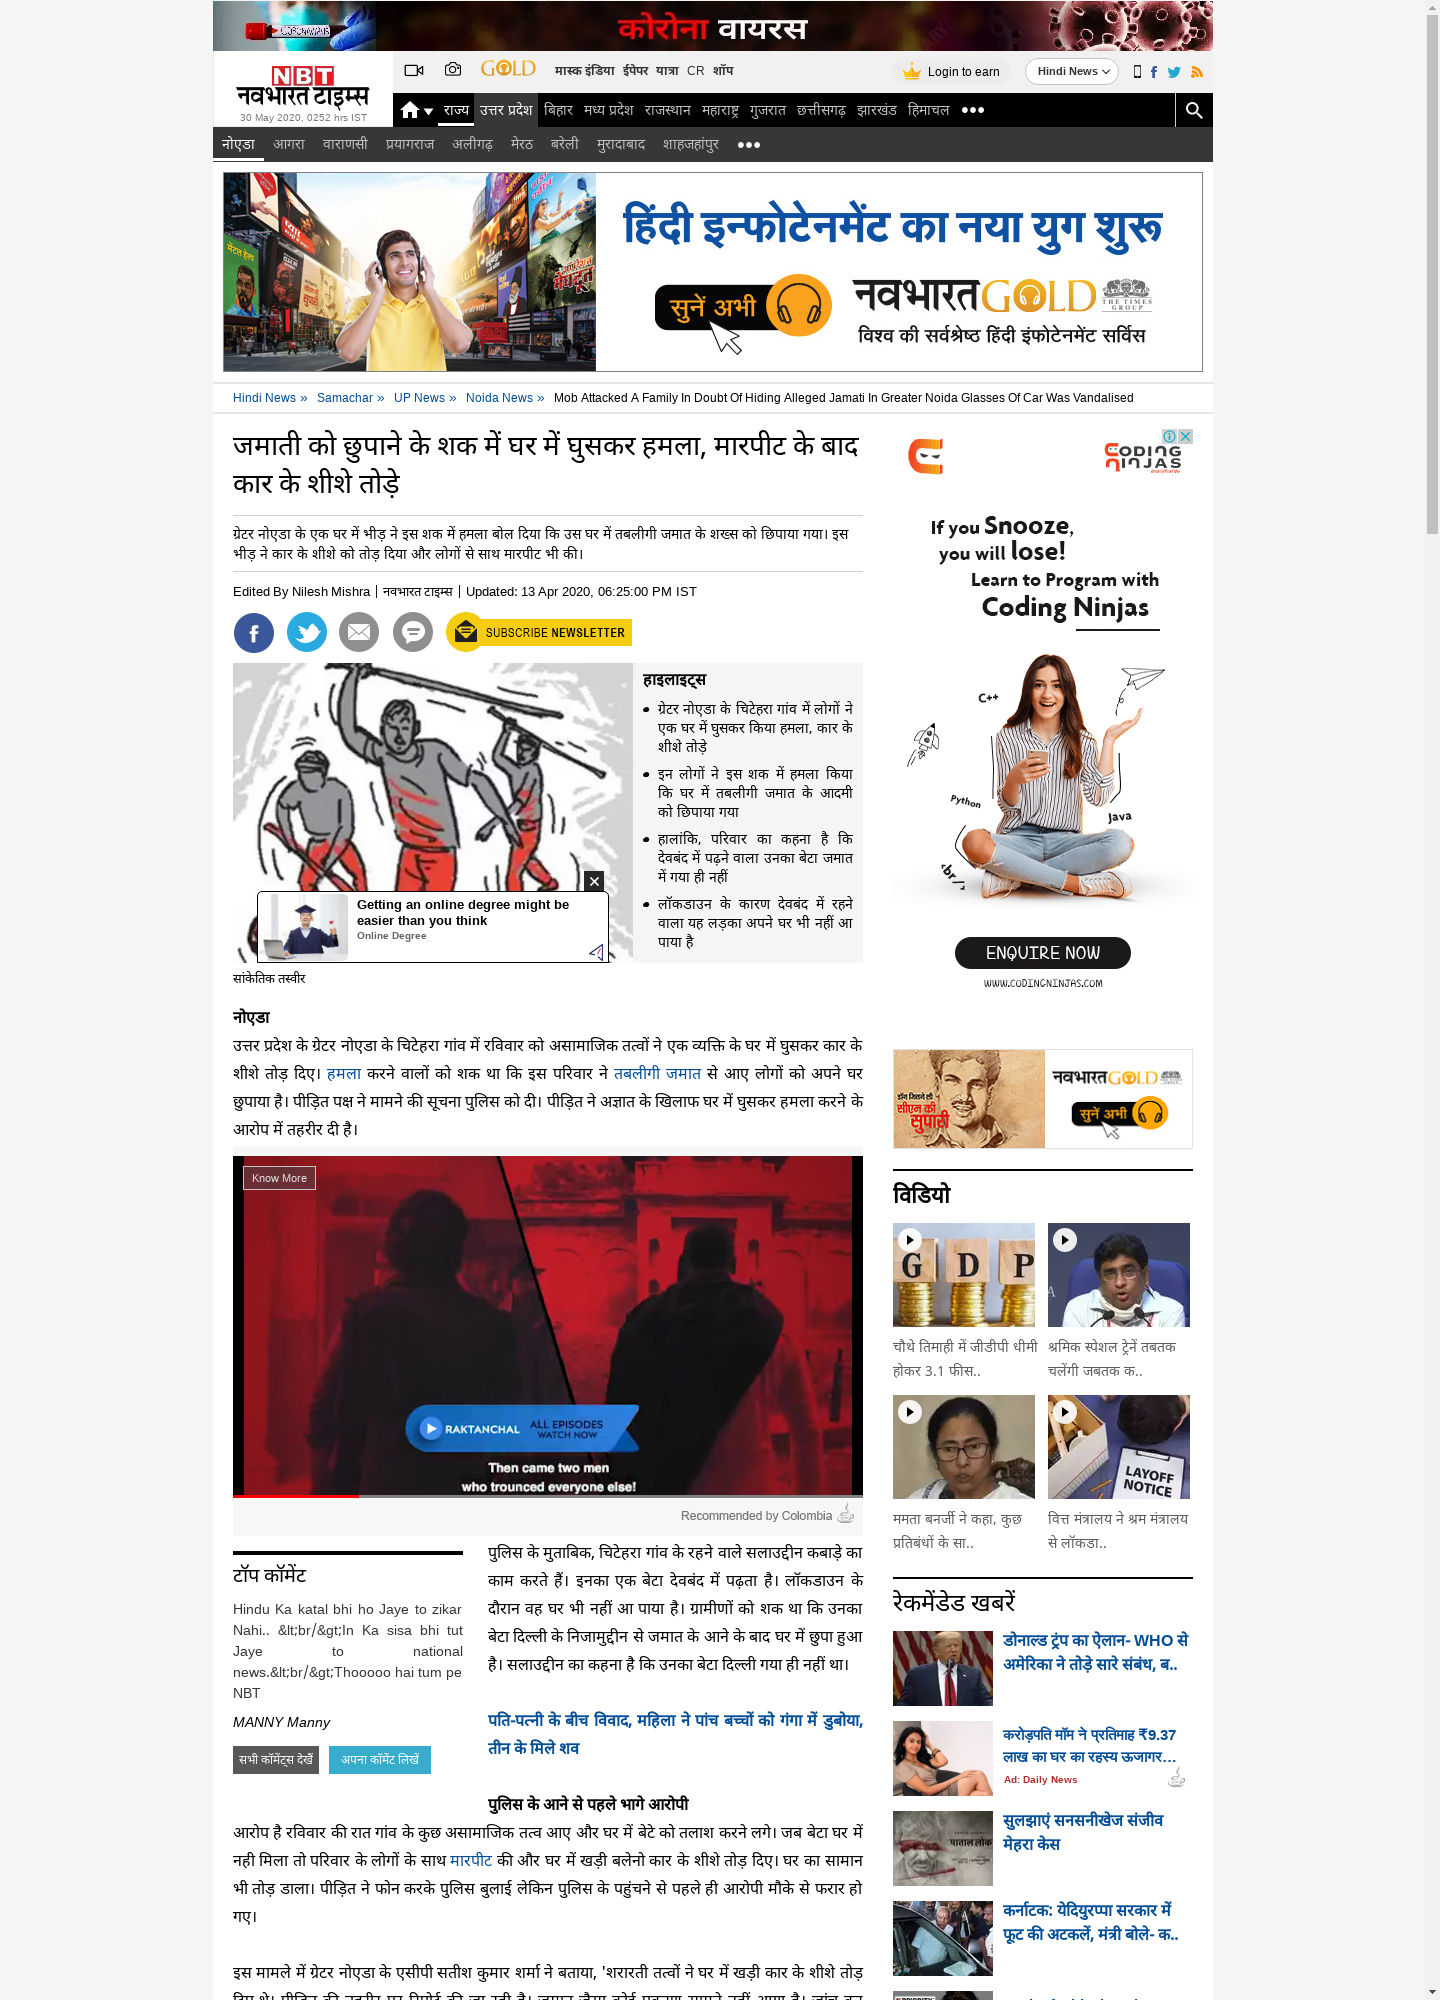 कोरोना वायरस
NBT
नवभारत टाइम्स
30 May 2020, 0252 hrs IST
GOLD मास्क इंडिया ईपेपर यात्रा CR शॉप Login to earn Hindi News
राज्य उत्तर प्रदेश बिहार मध्य प्रदेश राजस्थान महाराष्ट्र गुजरात छत्तीसगढ़ झारखंड हिमाचल
नोएडा आगरा वाराणसी प्रयागराज अलीगढ़ मेरठ बरेली मुरादाबाद शाहजहांपुर
हिंदी इन्फोटेनमेंट का नया युग शुरू
सुनें अभी
नवभारत GOLD THE TIMES GROUP
विश्व की सर्वश्रेष्ठ हिंदी इंफोटेनमेंट सर्विस
Hindi News » Samachar » UP News » Noida News » Mob Attacked A Family In Doubt Of Hiding Alleged Jamati In Greater Noida Glasses Of Car Was Vandalised
जमाती को छुपाने के शक में घर में घुसकर हमला, मारपीट के बाद
कार के शीशे तोड़े
ग्रेटर नोएडा के एक घर में भीड़ ने इस शक में हमला बोल दिया कि उस घर में तबलीगी जमात के शख्स को छिपाया गया। इस
भीड़ ने कार के शीशे को तोड़ दिया और लोगों से साथ मारपीट भी की।
Edited By Nilesh Mishra | नवभारत टाइम्स | Updated: 13 Apr 2020, 06:25:00 PM IST
SUBSCRIBE NEWSLETTER
हाइलाइट्स
ग्रेटर नोएडा के चिटेहरा गांव में लोगों ने
एक घर में घुसकर किया हमला, कार के
शीशे तोड़े
इन लोगों ने इस शक में हमला किया
कि घर में तबलीगी जमात के आदमी
को छिपाया गया
हालांकि, परिवार का कहना है कि
देवबंद में पढ़ने वाला उनका बेटा जमात
में गया ही नहीं
लॉकडाउन के कारण देवबंद में रहने
वाला यह लड़का अपने घर भी नहीं आ
पाया है
Getting an online degree might be
easier than you think
Online Degree
सांकेतिक तस्वीर
नोएडा
उत्तर प्रदेश के ग्रेटर नोएडा के चिटेहरा गांव में रविवार को असामाजिक तत्वों ने एक व्यक्ति के घर में घुसकर कार के
शीशे तोड़ दिए। हमला करने वालों को शक था कि इस परिवार ने तबलीगी जमात से आए लोगों को अपने घर
छुपाया है। पीड़ित पक्ष ने मामने की सूचना पुलिस को दी। पीड़ित ने अज्ञात के खिलाफ घर में घुसकर हमला करने के
आरोप में तहरीर दी है।
Know More
RAKTANCHAL ALL EPISODES
WATCH NOW
Then came two men
who trounced everyone else!
Recommended by Colombia
टॉप कॉमेंट
Hindu Ka katal bhi ho Jaye to zikar
Nahi.. &lt;br/&gt;In Ka sisa bhi tut
Jaye to national
news.&lt;br/&gt;Thooooo hai tum pe
NBT
MANNY Manny
सभी कॉमेंट्स देखें अपना कॉमेंट लिखें
पुलिस के मुताबिक, चिटेहरा गांव के रहने वाले सलाउद्दीन कबाड़े का
काम करते हैं। इनका एक बेटा देवबंद में पढ़ता है। लॉकडाउन के
दौरान वह घर भी नहीं आ पाया है। ग्रामीणों को शक था कि उनका
बेटा दिल्ली के निजामुद्दीन से जमात के आने के बाद घर में छुपा हुआ
है। सलाउद्दीन का कहना है कि उनका बेटा दिल्ली गया ही नहीं था।
पति-पत्नी के बीच विवाद, महिला ने पांच बच्चों को गंगा में डुबोया,
तीन के मिले शव
पुलिस के आने से पहले भागे आरोपी
आरोप है रविवार की रात गांव के कुछ असामाजिक तत्व आए और घर में बेटे को तलाश करने लगे। जब बेटा घर में
नही मिला तो परिवार के लोगों के साथ मारपीट की और घर में खड़ी बलेनो कार के शीशे तोड़ दिए। घर का सामान
भी तोड़ डाला। पीड़ित ने फोन करके पुलिस बुलाई लेकिन पुलिस के पहुंचने से पहले ही आरोपी मौके से फरार हो
गए।
इस मामले में ग्रेटर नोएडा के एसीपी सतीश कुमार शर्मा ने बताया, 'शरारती तत्वों ने घर में खड़ी कार के शीशे तोड़
CODING
NINJAS
If you Snooze,
you will lose!
Learn to Program with
Coding Ninjas
C++
Python
Java
<br/>
ENQUIRE NOW
WWW.CODINGNINJAS.COM
सीएम की
सुपारी
नवभारत GOLD
सुनें अभी
विडियो
G D P
चौथे तिमाही में जीडीपी धीमी
होकर 3.1 फीस..
श्रमिक स्पेशल ट्रेनें तबतक
चलेंगी जबतक क..
LAYOFF
NOTICE
ममता बनर्जी ने कहा, कुछ
प्रतिबंधों के सा..
वित्त मंत्रालय ने श्रम मंत्रालय
से लॉकडा..
रेकमेंडेड खबरें
डोनाल्ड ट्रंप का ऐलान- WHO से
अमेरिका ने तोड़े सारे संबंध, ब..
करोड़पति मॉम ने प्रतिमाह ₹9.37
लाख का घर का रहस्य ऊजागर...
Ad: Daily News
पाताल लोक
सुलझाएं सनसनीखेज संजीव
मेहरा केस
कर्नाटक: येदियुरप्पा सरकार में
फूट की अटकलें, मंत्री बोले- क..